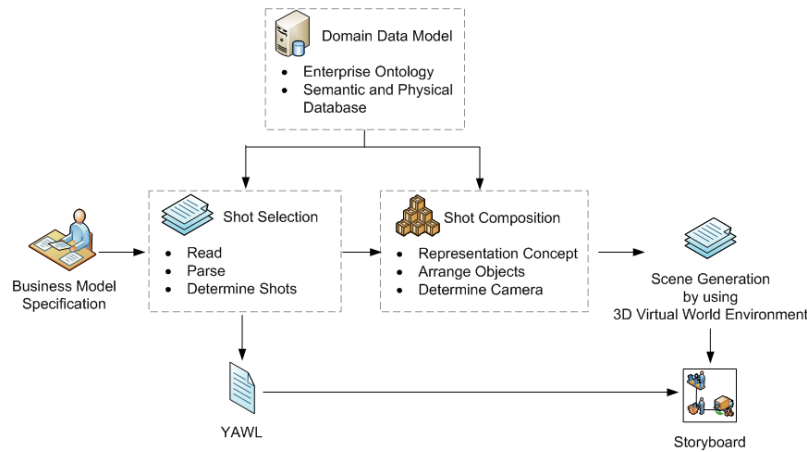 Domain Data Model
• Enterprise Ontology
• Semantic and Physical
Database
Shot Selection
• Read
• Parse
• Determine Shots
Shot Composition
• Representation Concept
• Arrange Objects
• Determine Camera
Business Model
Specification
Scene Generation
by using
3D Virtual World Environment
YAWL
Storyboard